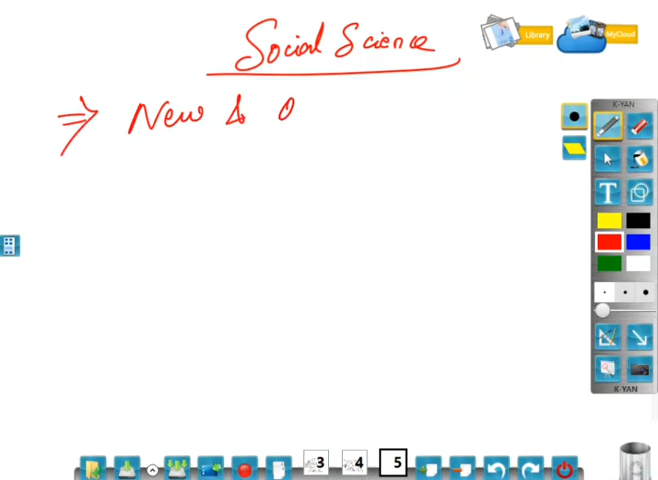 Social Science
Library
MyCloud
⇒ New & O
K-YAN
T
3 4 5
K-YAN